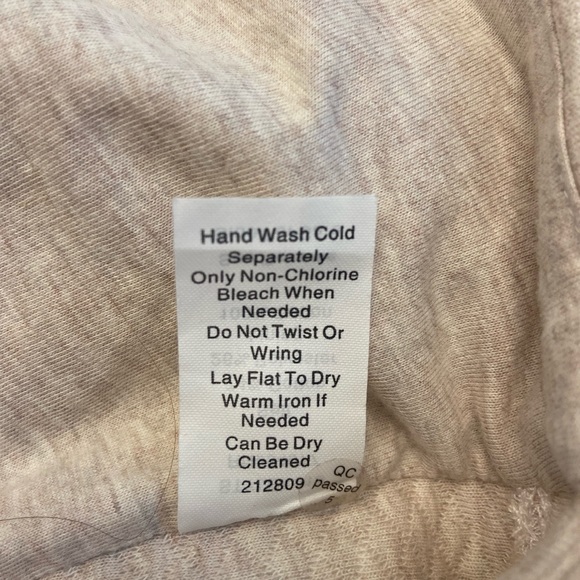 Hand Wash Cold
Separately
Only Non-Chlorine
Bleach When
Needed
Do Not Twist Or
Wring
Lay Flat To Dry
Warm Iron If
Needed
Can Be Dry
Cleaned
212809
QC
passed
5